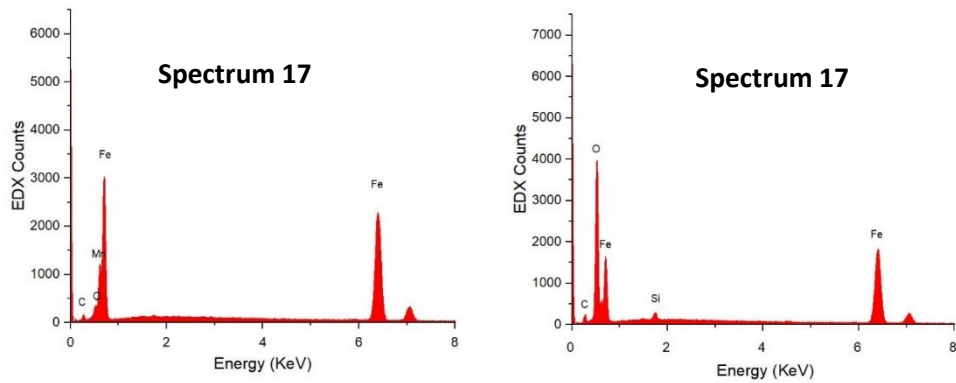 Spectrum 17
EDX Counts
6000
5000
4000
3000
2000
1000
0
Fe
Mn
O
C
Fe
0 2 4 6 8
Energy (KeV)
Spectrum 17
EDX Counts
7000
6000
5000
4000
3000
2000
1000
0
O
Fe
C
Si
Fe
0 2 4 6 8
Energy (KeV)